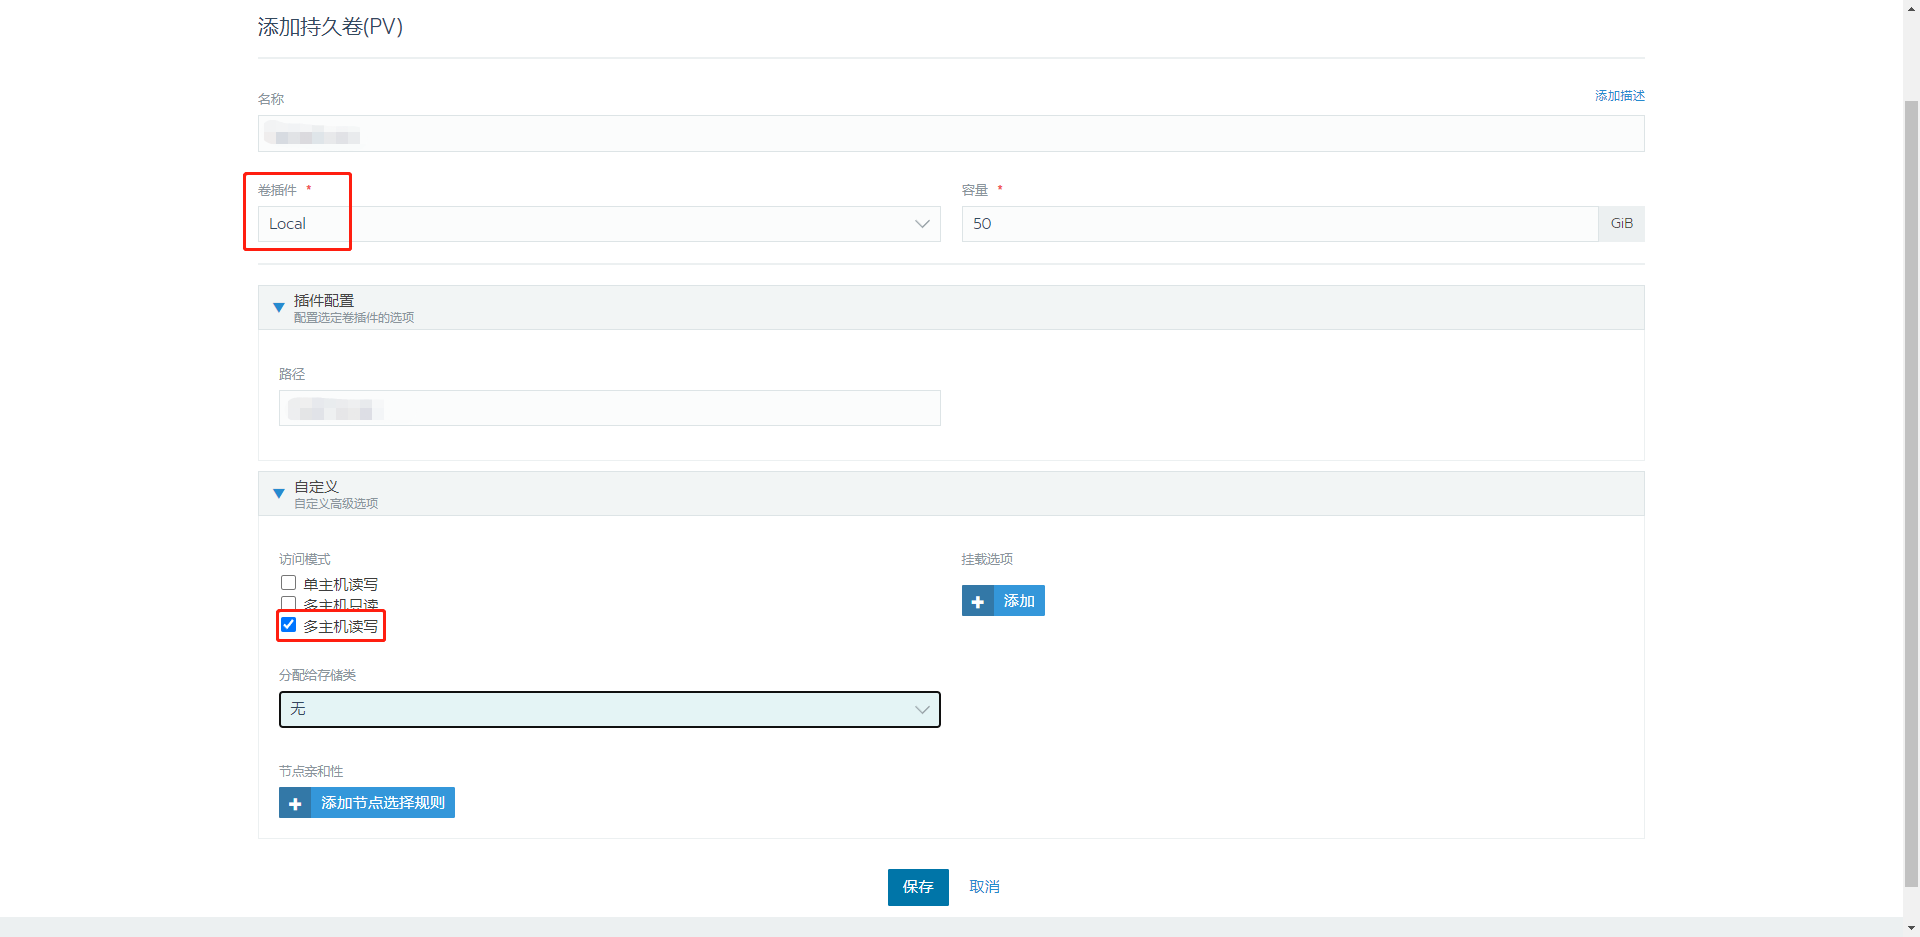 添加持久卷(PV)
名称
添加描述
卷插件 *
容量 *
Local
50
GiB
插件配置
配置选定卷插件的选项
路径
自定义
自定义高级选项
访问模式
挂载选项
单主机读写
多主机只读
多主机读写
添加
分配给存储类
无
节点亲和性
添加节点选择规则
保存
取消